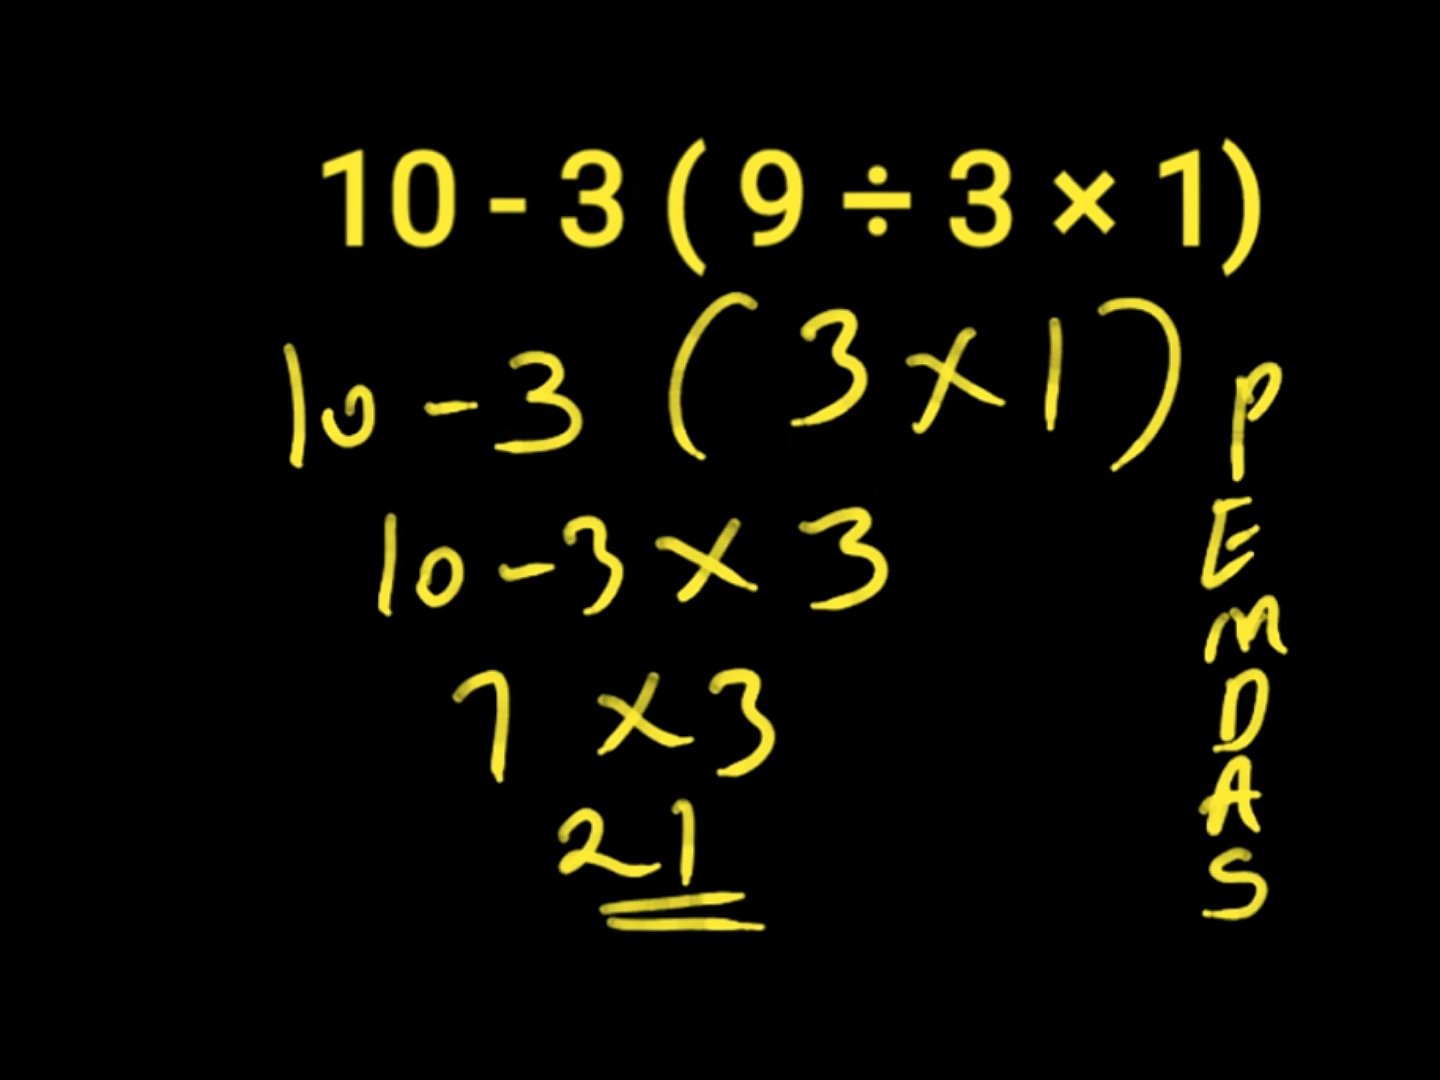 10 - 3 ( 9 ÷ 3 × 1)
10 - 3 ( 3 × 1 )
10 - 3 × 3
7 × 3
21
P
E
M
D
A
S